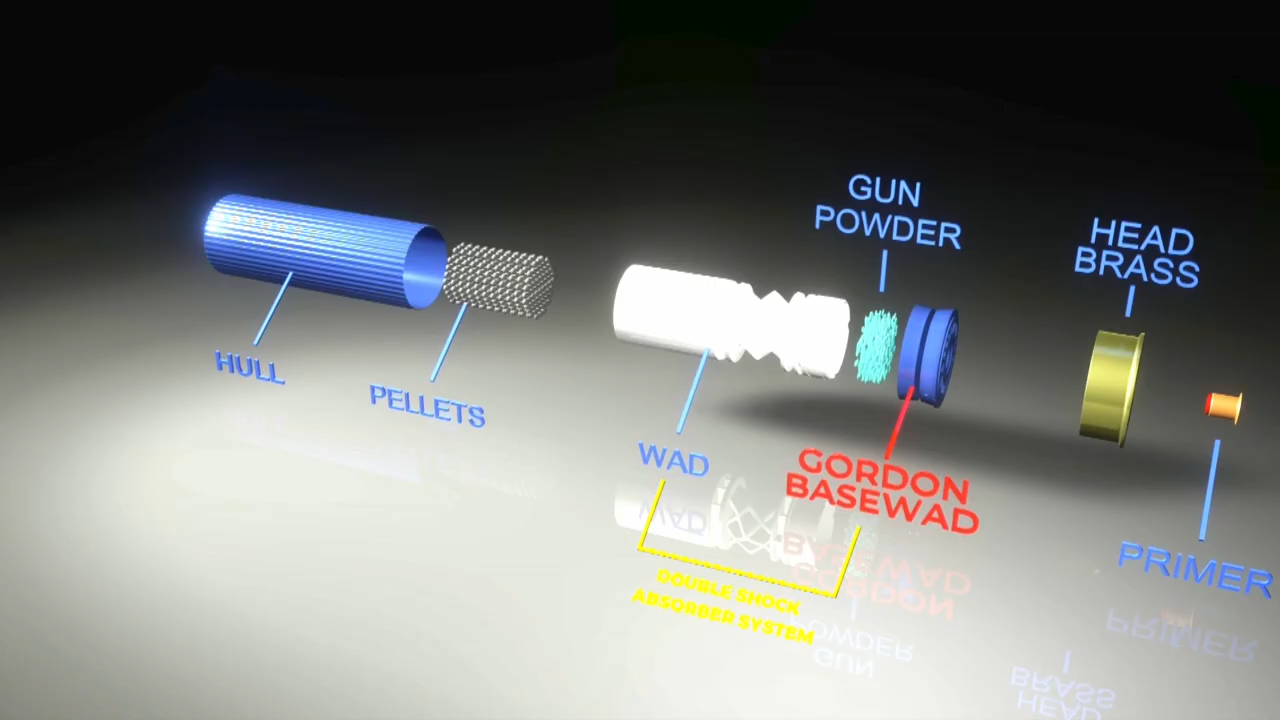 GUN
POWDER
HEAD
BRASS
HULL
PELLETS
WAD
GORDON
BASEWAD
PRIMER
DOUBLE SHOCK
ABSORBER SYSTEM